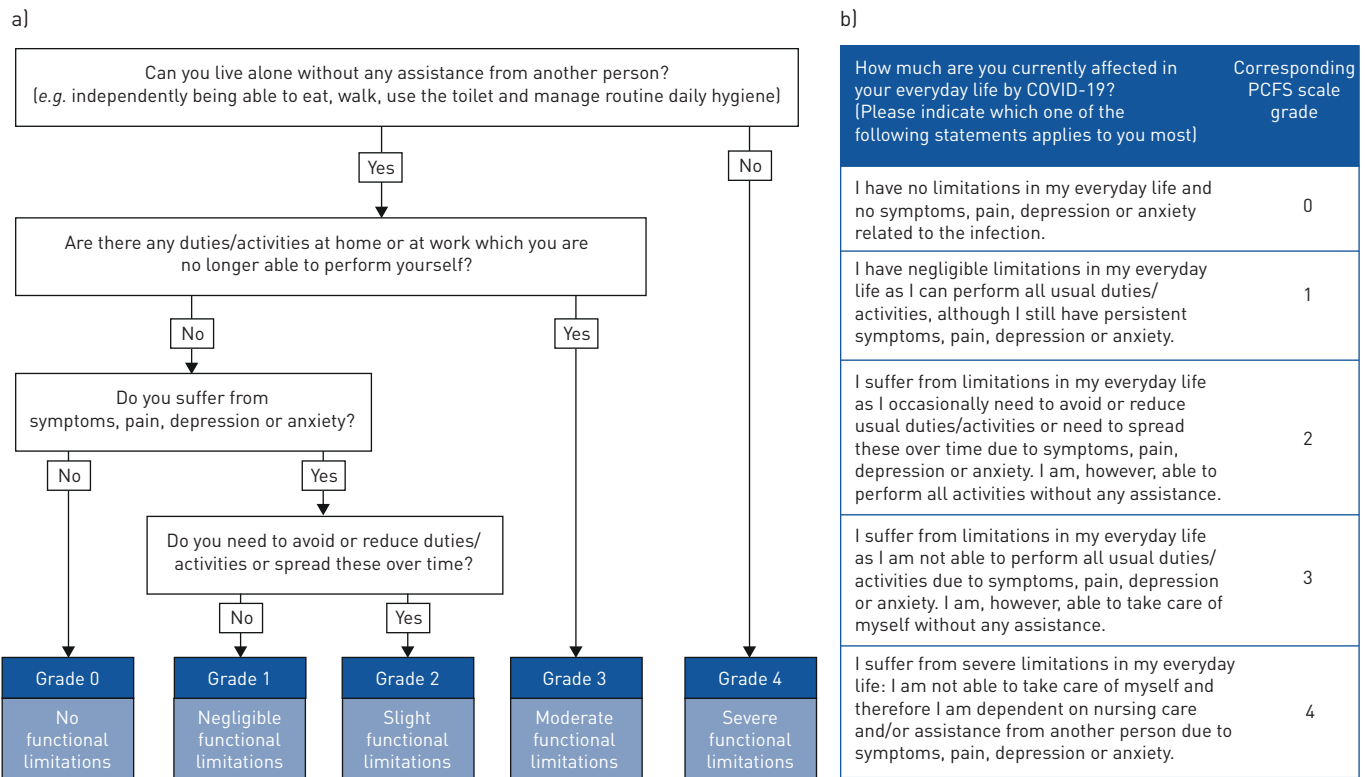 a)
Can you live alone without any assistance from another person?
(e.g. independently being able to eat, walk, use the toilet and manage routine daily hygiene)
Yes
No
Are there any duties/activities at home or at work which you are
no longer able to perform yourself?
No
Yes
Do you suffer from
symptoms, pain, depression or anxiety?
No
Yes
Do you need to avoid or reduce duties/
activities or spread these over time?
No
Yes
Grade 0
No
functional
limitations
Grade 1
Negligible
functional
limitations
Grade 2
Slight
functional
limitations
Grade 3
Moderate
functional
limitations
Grade 4
Severe
functional
limitations
b)
How much are you currently affected in
your everyday life by COVID-19?
(Please indicate which one of the
following statements applies to you most)
Corresponding
PCFS scale
grade
I have no limitations in my everyday life and
no symptoms, pain, depression or anxiety
related to the infection.
0
I have negligible limitations in my everyday
life as I can perform all usual duties/
activities, although I still have persistent
symptoms, pain, depression or anxiety.
1
I suffer from limitations in my everyday life
as I occasionally need to avoid or reduce
usual duties/activities or need to spread
these over time due to symptoms, pain,
depression or anxiety. I am, however, able to
perform all activities without any assistance.
2
I suffer from limitations in my everyday life
as I am not able to perform all usual duties/
activities due to symptoms, pain, depression
or anxiety. I am, however, able to take care of
myself without any assistance.
3
I suffer from severe limitations in my everyday
life: I am not able to take care of myself and
therefore I am dependent on nursing care
and/or assistance from another person due to
symptoms, pain, depression or anxiety.
4